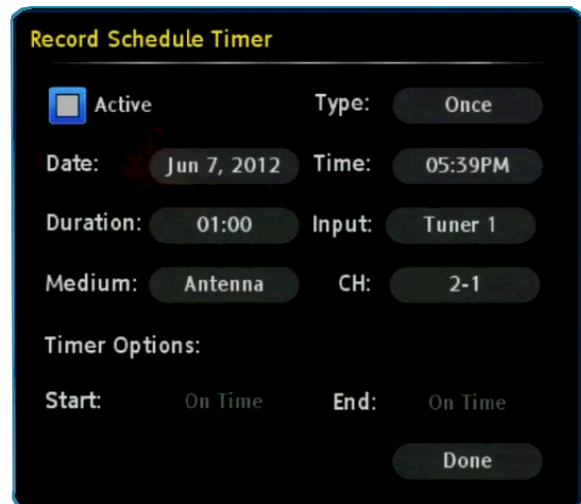 Record Schedule Timer
Active Type: Once
Date: Jun 7, 2012 Time: 05:39PM
Duration: 01:00 Input: Tuner 1
Medium: Antenna CH: 2-1
Timer Options:
Start: On Time End: On Time
Done